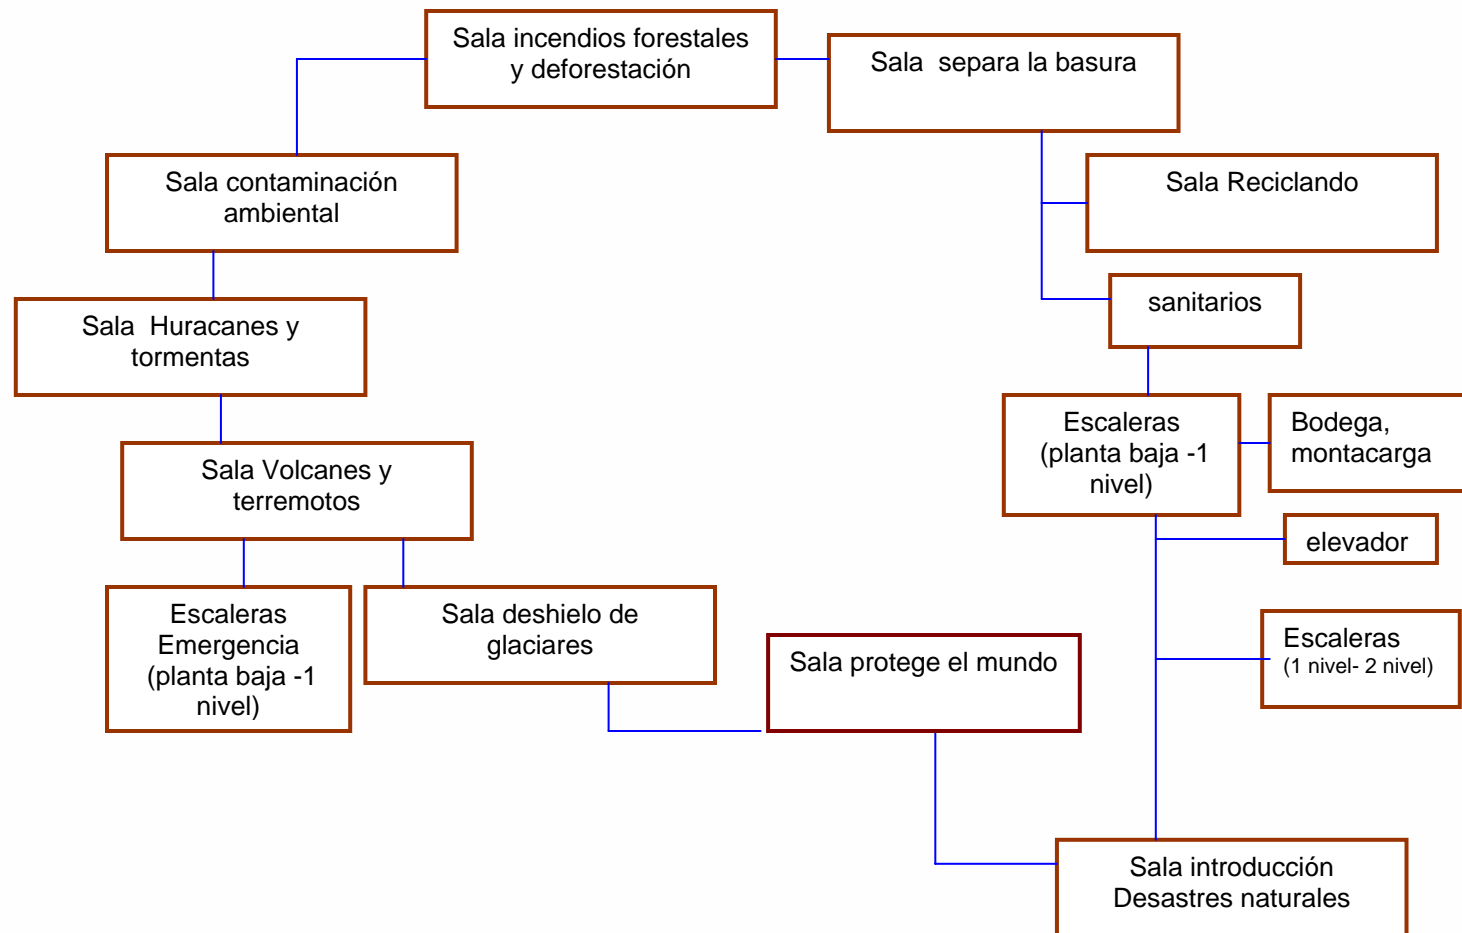 Sala incendios forestales
y deforestación
Sala separa la basura
Sala contaminación
ambiental
Sala Reciclando
Sala Huracanes y
tormentas
sanitarios
Escaleras
(planta baja -1
nivel)
Bodega,
montacarga
Sala Volcanes y
terremotos
elevador
Escaleras
Emergencia
(planta baja -1
nivel)
Sala deshielo de
glaciares
Sala protege el mundo
Escaleras
(1 nivel- 2 nivel)
Sala introducción
Desastres naturales